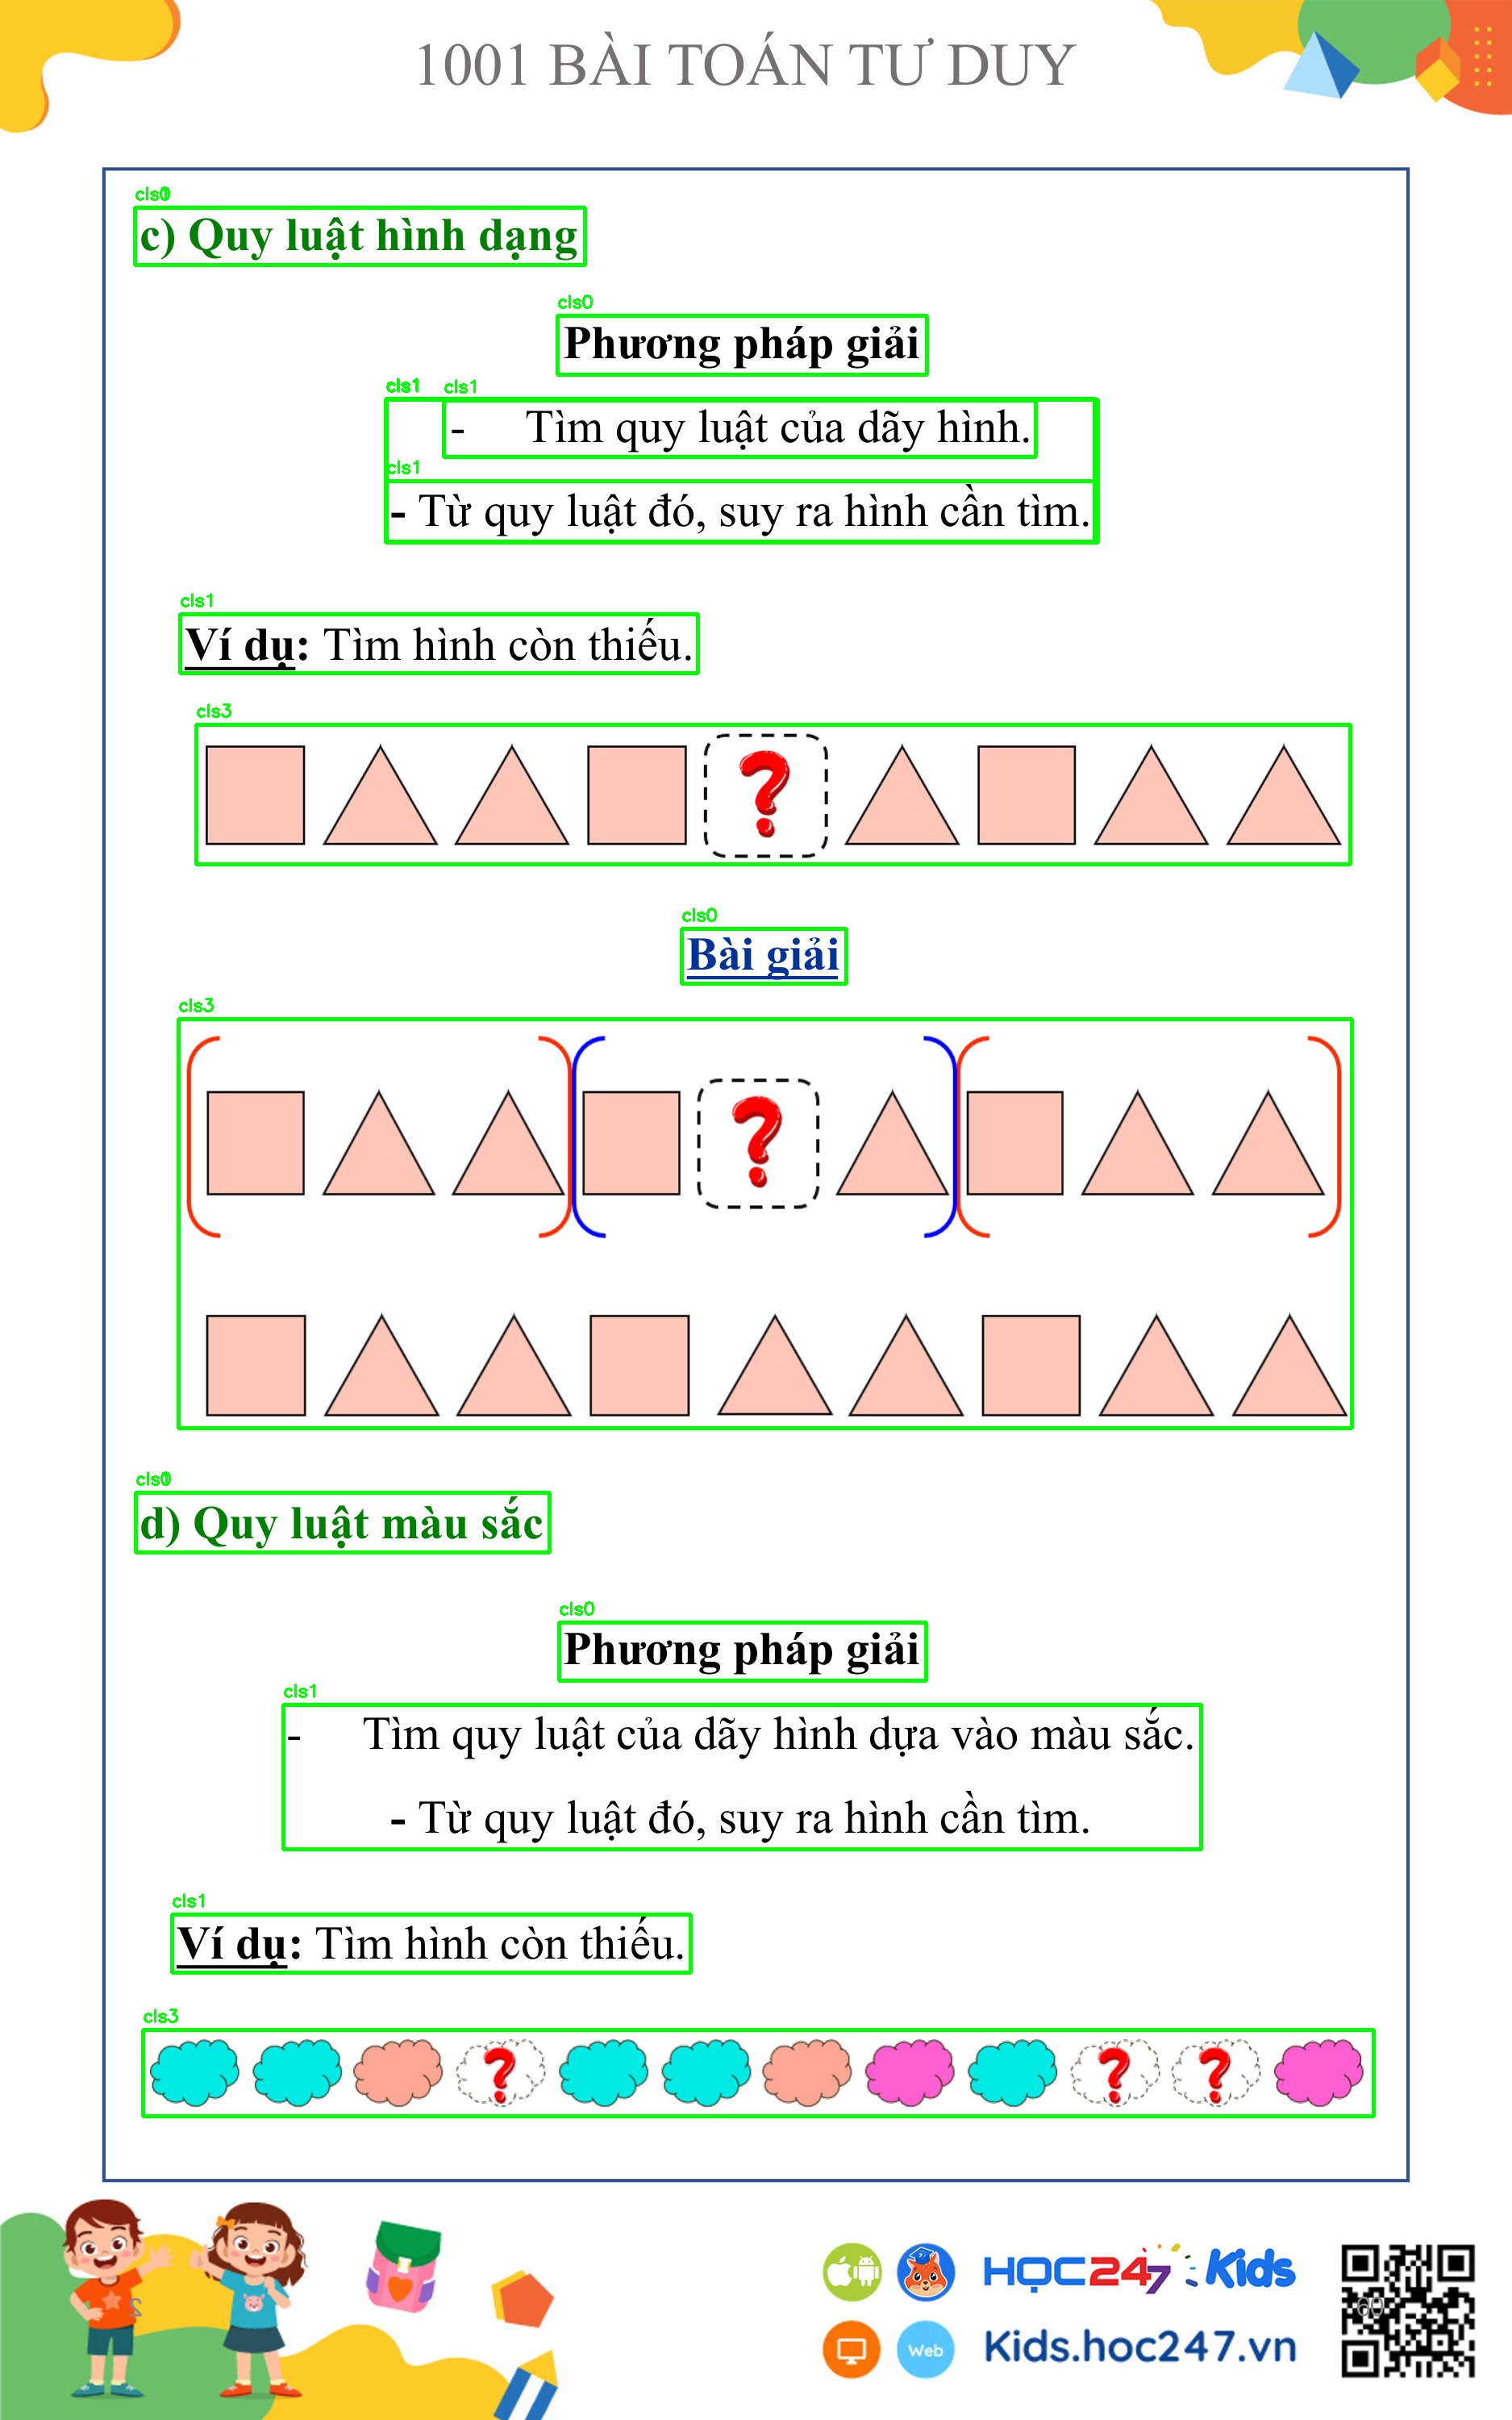 1001 BÀI TOÁN TƯ DUY
cls0
c) Quy luật hình dạng
cls0
Phương pháp giải
cls1 cls1
- Tìm quy luật của dãy hình.
cls1
- Từ quy luật đó, suy ra hình cần tìm.
cls1
Ví dụ: Tìm hình còn thiếu.
cls3
?
cls0
Bài giải
cls3
?
cls0
d) Quy luật màu sắc
cls0
Phương pháp giải
cls1
- Tìm quy luật của dãy hình dựa vào màu sắc.
- Từ quy luật đó, suy ra hình cần tìm.
cls1
Ví dụ: Tìm hình còn thiếu.
cls3
? ? ?
HỌC247 Kids
60
Web Kids.hoc247.vn